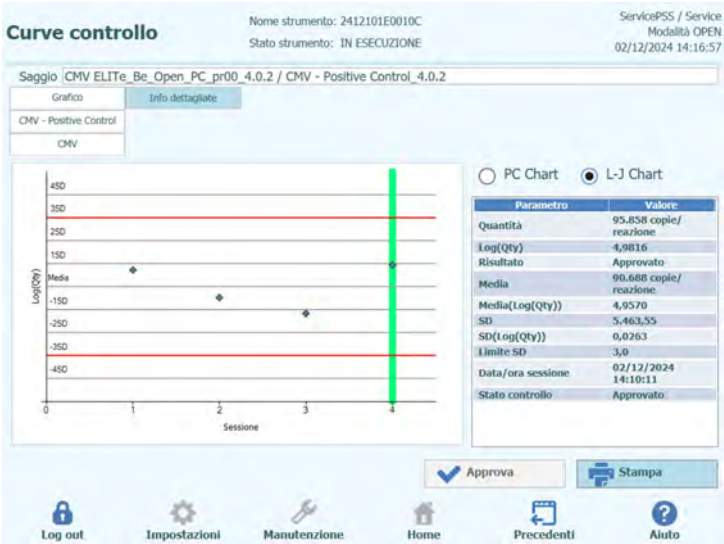 Curve controllo
Nome strumento: 2412101E0010C
Stato strumento: IN ESECUZIONE
ServicePSS / Service
Modalità OPEN
02/12/2024 14:16:57
Saggio CMV ELITe_Be_Open_PC_pr00_4.0.2 / CMV - Positive Control_4.0.2
Grafico
Info dettagliate
CMV - Positive Control
CMV
4SD
3SD
2SD
1SD
Media
-1SD
-2SD
-3SD
-4SD
Log(Qty)
0 1 2 3 4
Sessione
PC Chart
L-J Chart
Parametro Valore
Quantità 95.858 copie/
reazione
Log(Qty) 4,9816
Risultato Approvato
Media 90.688 copie/
reazione
Media(Log(Qty)) 4,9570
SD 5.463,55
SD(Log(Qty)) 0,0263
Limite SD 3,0
Data/ora sessione 02/12/2024
14:10:11
Stato controllo Approvato
Approva
Stampa
Log out
Impostazioni
Manutenzione
Home
Precedenti
Aiuto